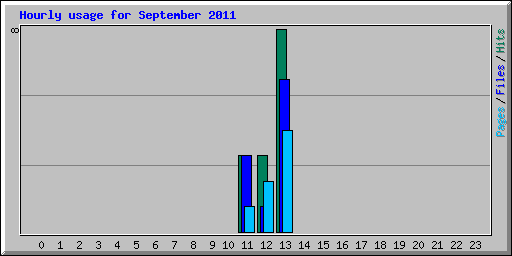 Hourly usage for September 2011
8
Pages/Files/Hits
0 1 2 3 4 5 6 7 8 9 10 11 12 13 14 15 16 17 18 19 20 21 22 23